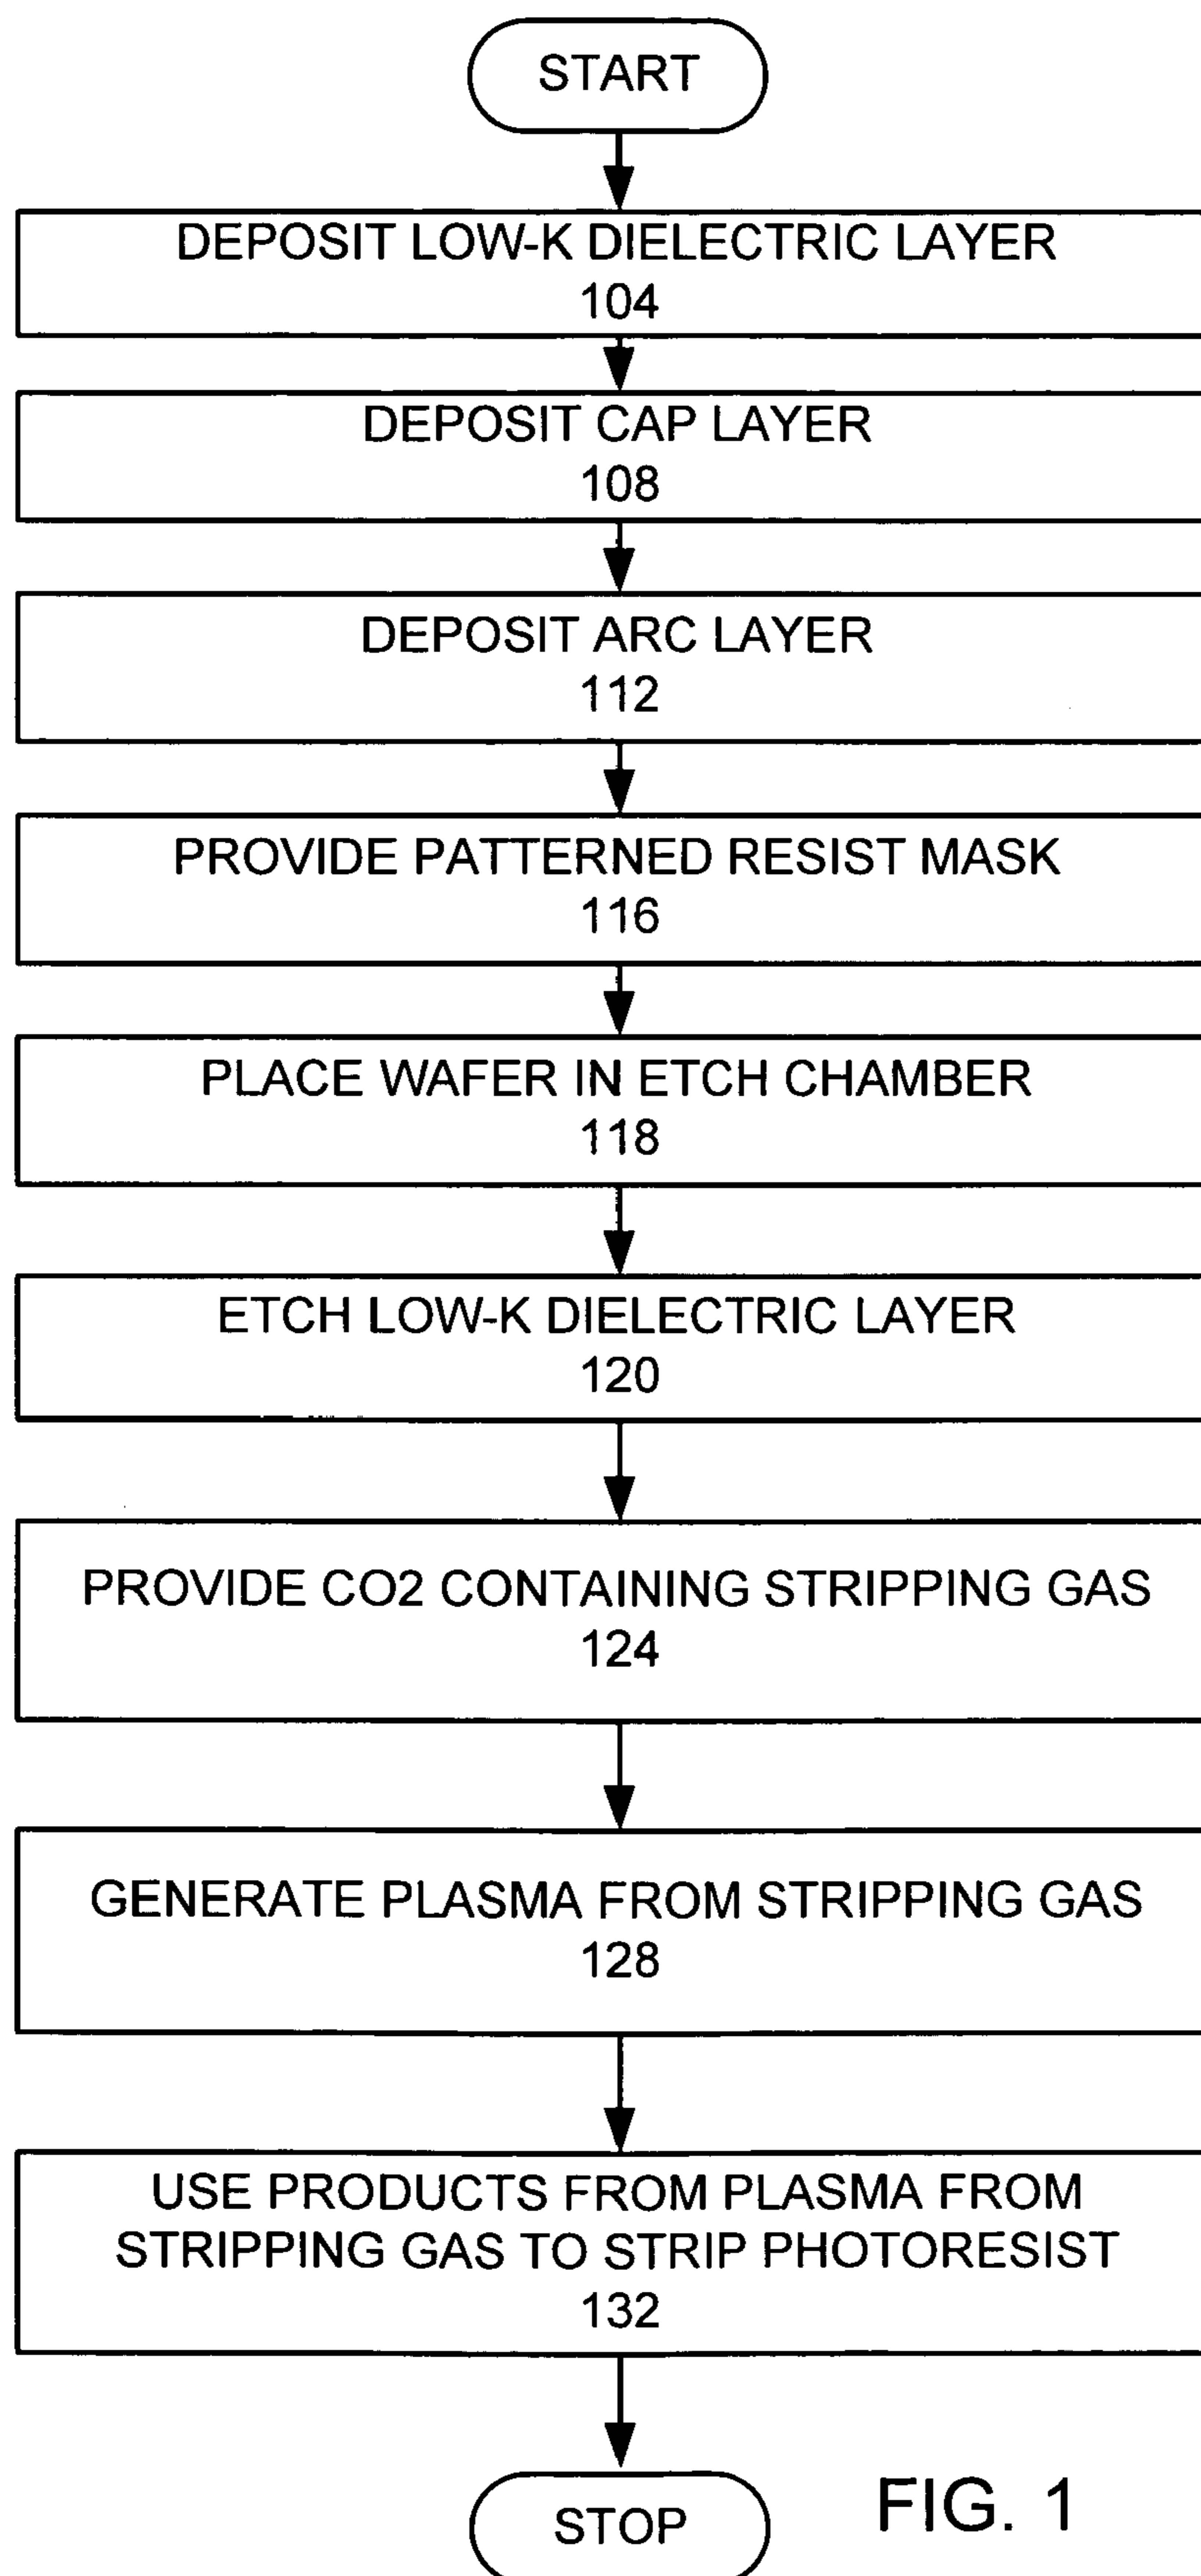 START
DEPOSIT LOW-K DIELECTRIC LAYER
104
DEPOSIT CAP LAYER
108
DEPOSIT ARC LAYER
112
PROVIDE PATTERNED RESIST MASK
116
PLACE WAFER IN ETCH CHAMBER
118
ETCH LOW-K DIELECTRIC LAYER
120
PROVIDE CO2 CONTAINING STRIPPING GAS
124
GENERATE PLASMA FROM STRIPPING GAS
128
USE PRODUCTS FROM PLASMA FROM
STRIPPING GAS TO STRIP PHOTORESIST
132
STOP
FIG. 1